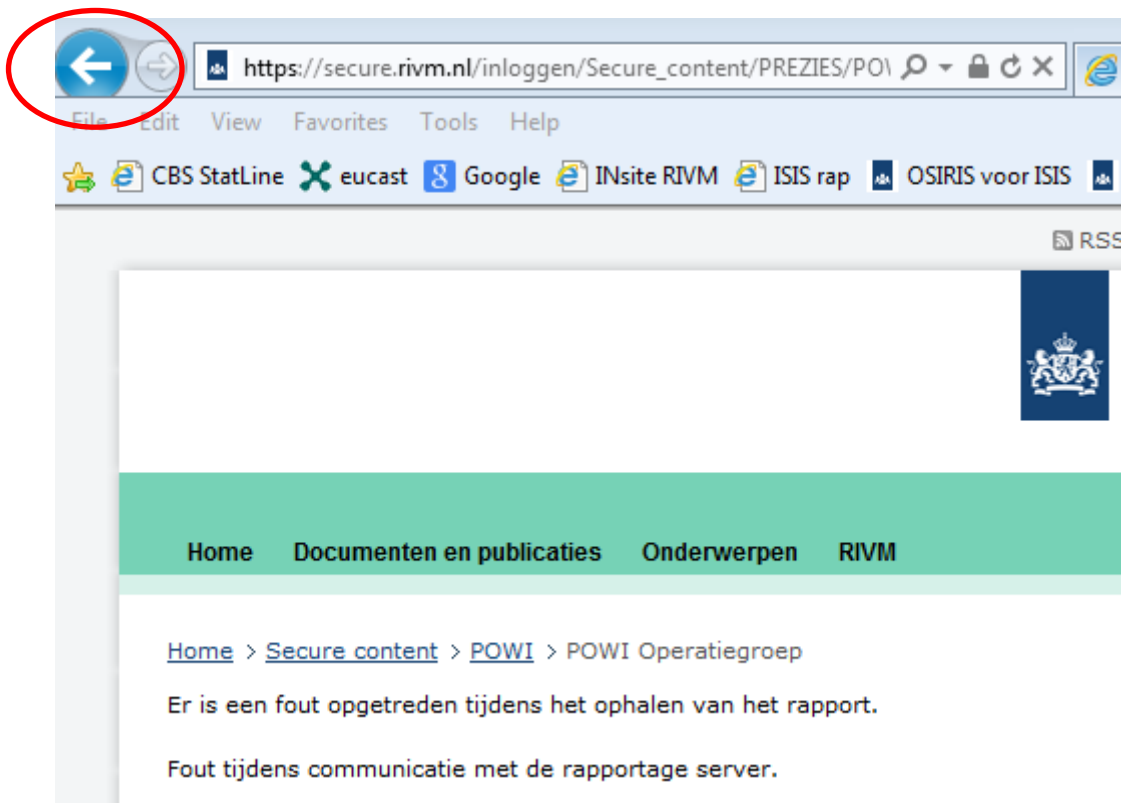 https://secure.rivm.nl/inloggen/Secure_content/PREZIES/PO
File Edit View Favorites Tools Help
CBS StatLine eucast Google INsite RIVM ISIS rap OSIRIS voor ISIS
RSS
Home Documenten en publicaties Onderwerpen RIVM
Home > Secure content > POWI > POWI Operatiegroep
Er is een fout opgetreden tijdens het ophalen van het rapport.
Fout tijdens communicatie met de rapportage server.